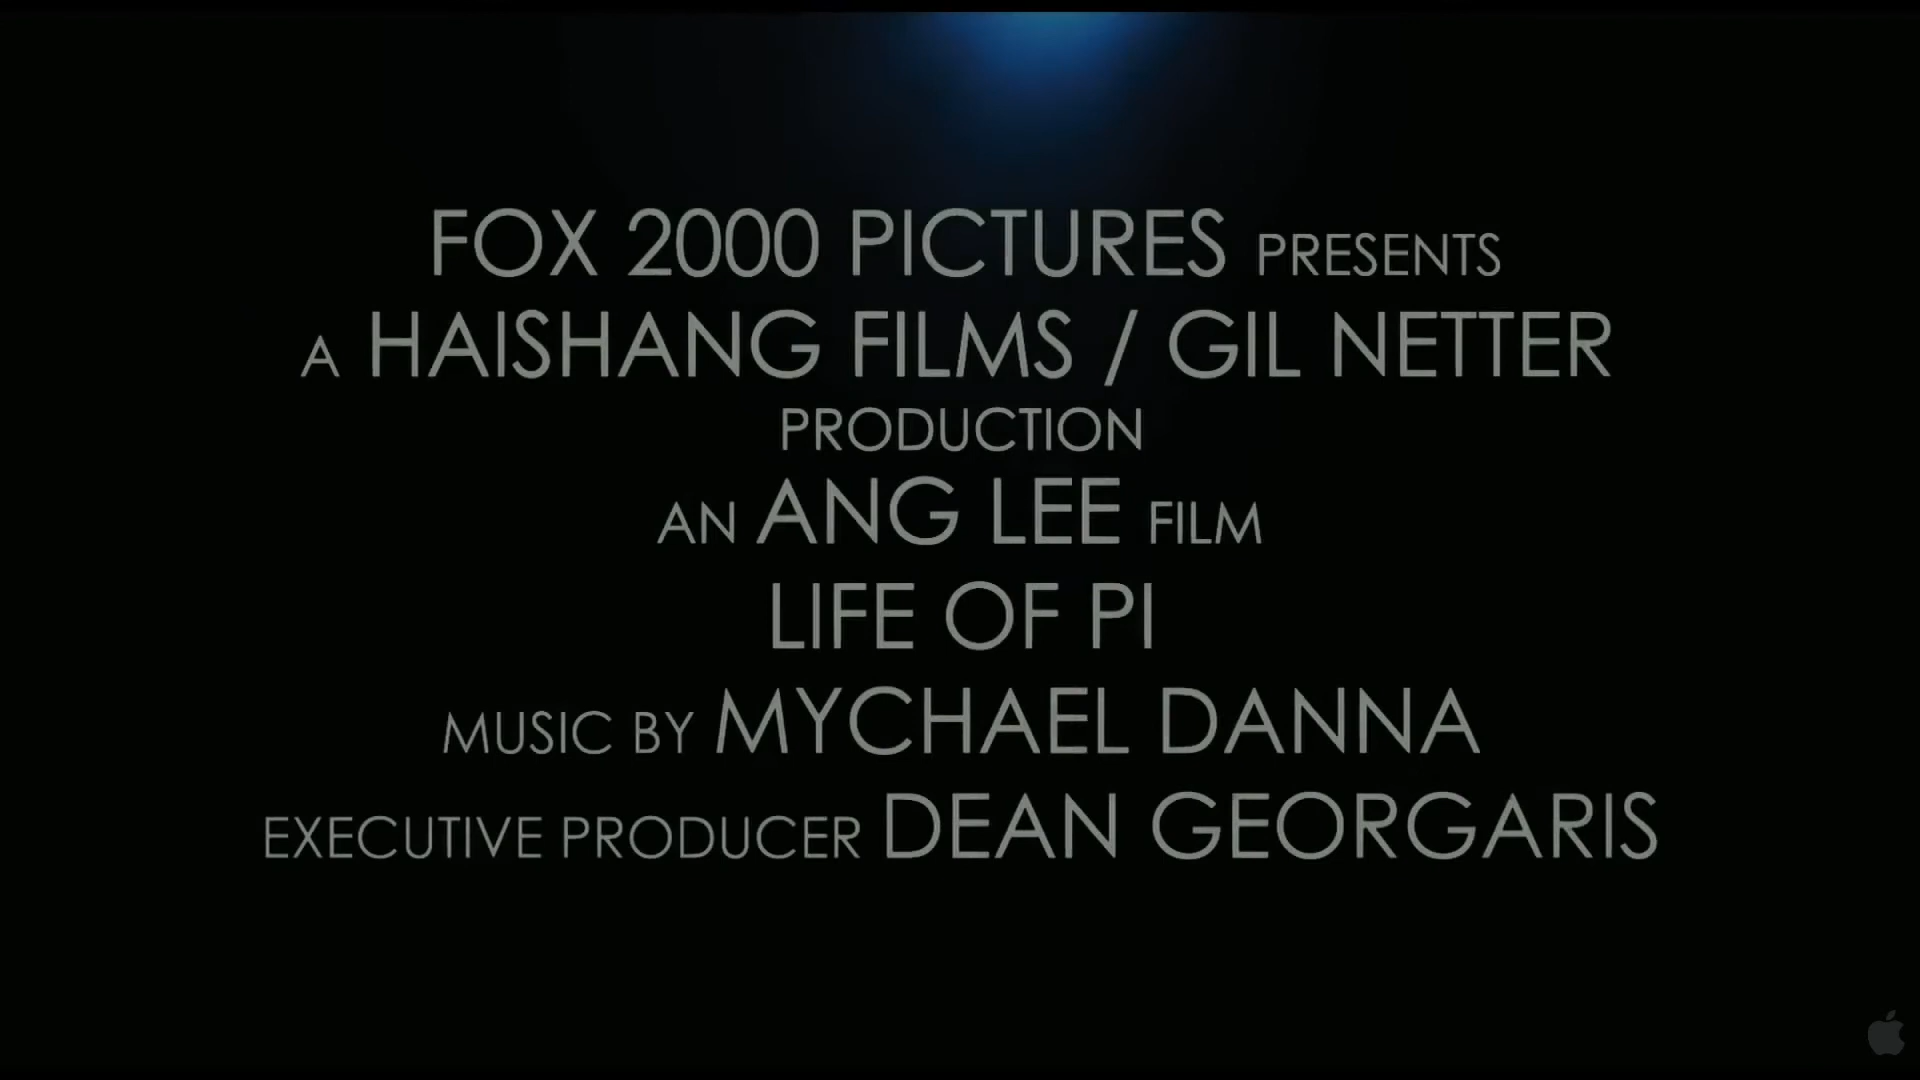 FOX 2000 PICTURES PRESENTS
A HAISHANG FILMS / GIL NETTER
PRODUCTION
AN ANG LEE FILM
LIFE OF PI
MUSIC BY MYCHAEL DANNA
EXECUTIVE PRODUCER DEAN GEORGARIS